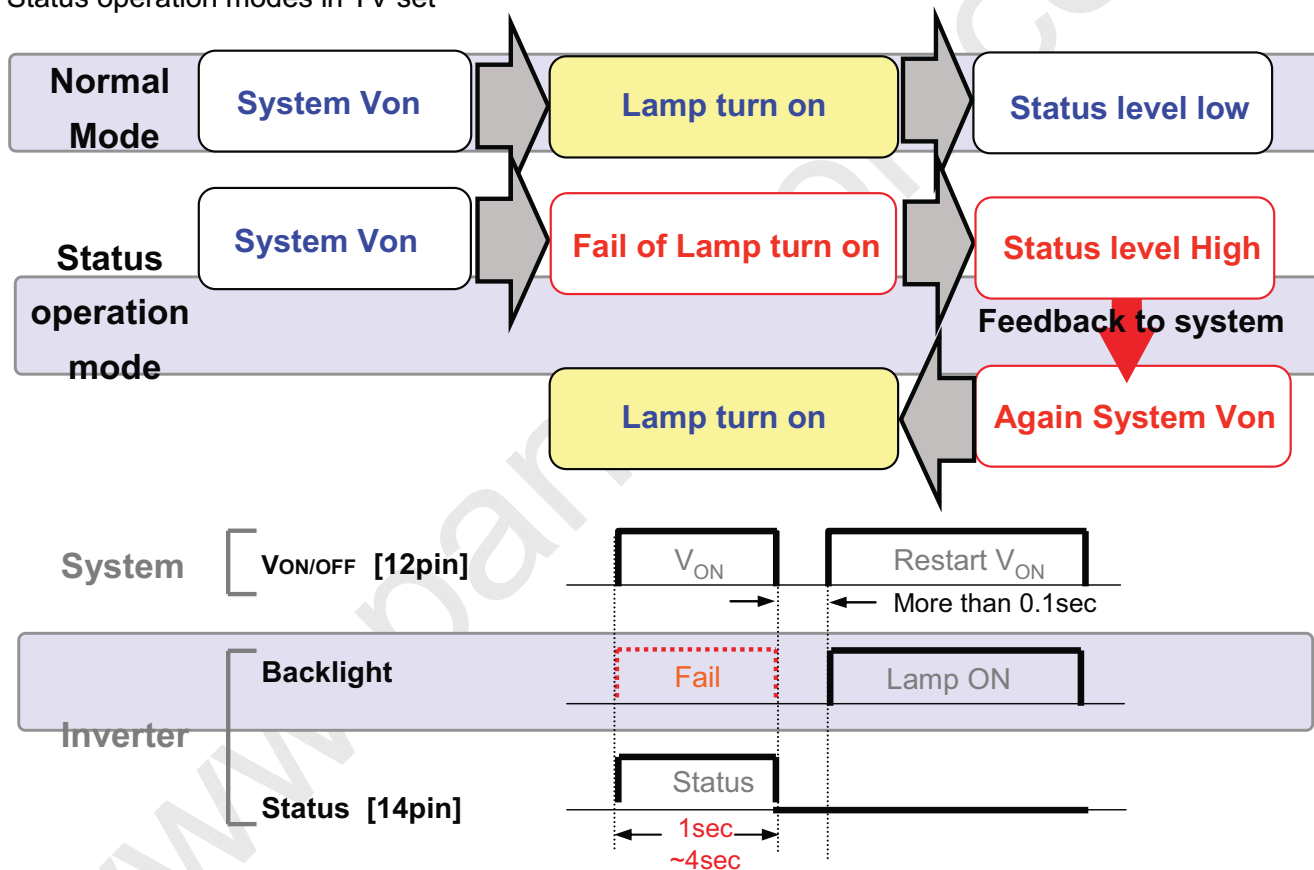 Status operation modes in TV set
Normal
Mode
System Von
Lamp turn on
Status level low
Status
operation
mode
System Von
Fail of Lamp turn on
Status level High
Feedback to system
Lamp turn on
Again System Von
System
VON/OFF [12pin]
VON
Restart VON
More than 0.1sec
Inverter
Backlight
Fail
Lamp ON
Status [14pin]
Status
1sec
~4sec